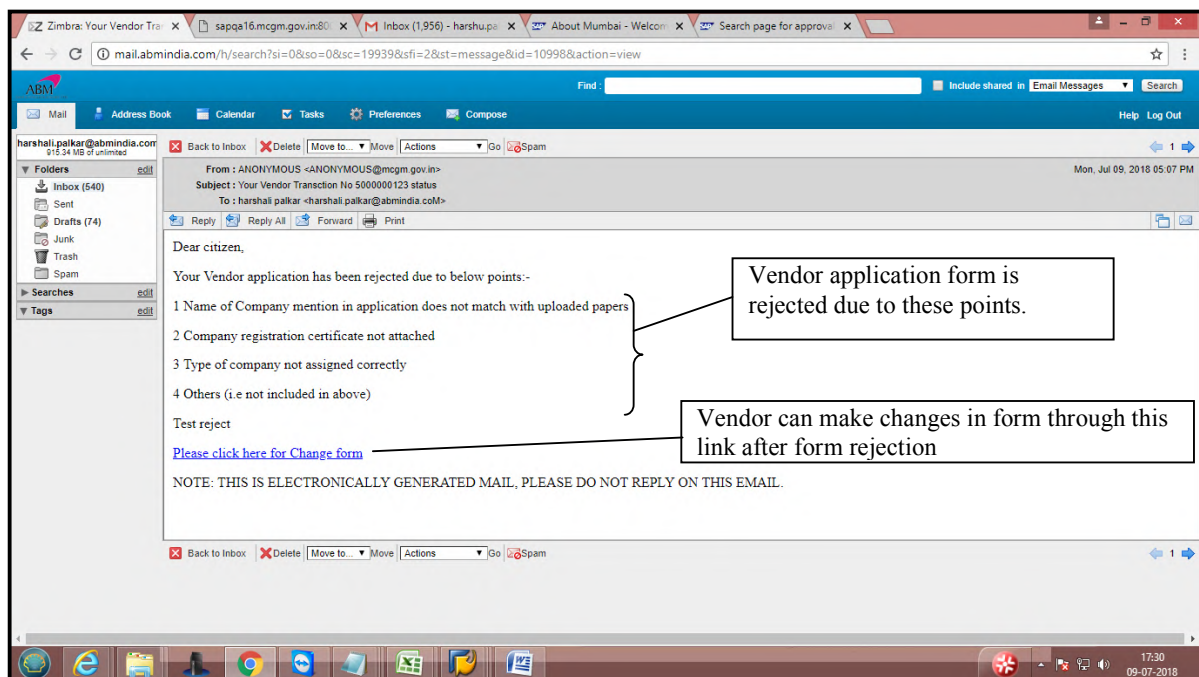 Zimbra: Your Vendor Tra
sapqa16.mcgm.gov.in:80
Inbox (1,956) - harshu.pa
About Mumbai - Welcom
Search page for approval
mail.abmindia.com/h/search?si=0&so=0&sc=19939&sfi=2&st=message&id=10998&action=view
ABM
Find :
Include shared in Email Messages Search
Mail Address Book Calendar Tasks Preferences Compose
Help Log Out
harshali.palkar@abmindia.com
915.34 MB of unlimited
Folders edit
Inbox (540)
Sent
Drafts (74)
Junk
Trash
Spam
Searches edit
Tags edit
Back to Inbox Delete Move to... Move Actions Go Spam 1
From : ANONYMOUS <ANONYMOUS@mcgm.gov.in>
Mon, Jul 09, 2018 05:07 PM
Subject : Your Vendor Transction No 5000000123 status
To : harshali palkar <harshali.palkar@abmindia.coM>
Reply Reply All Forward Print
Dear citizen,
Your Vendor application has been rejected due to below points:-
1 Name of Company mention in application does not match with uploaded papers
2 Company registration certificate not attached
3 Type of company not assigned correctly
4 Others (i.e not included in above)
Test reject
Please click here for Change form
NOTE: THIS IS ELECTRONICALLY GENERATED MAIL, PLEASE DO NOT REPLY ON THIS EMAIL.
Vendor application form is
rejected due to these points.
Vendor can make changes in form through this
link after form rejection
Back to Inbox Delete Move to... Move Actions Go Spam 1
17:30
09-07-2018